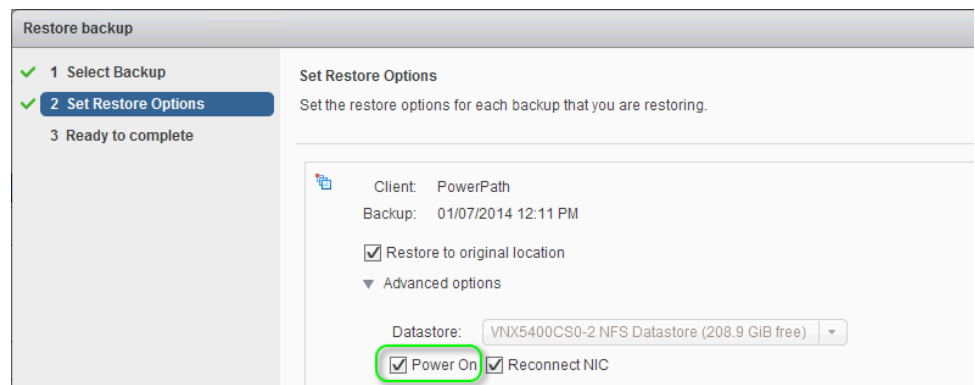 Restore backup
1 Select Backup
2 Set Restore Options
3 Ready to complete
Set Restore Options
Set the restore options for each backup that you are restoring.
Client: PowerPath
Backup: 01/07/2014 12:11 PM
Restore to original location
Advanced options
Datastore: VNX5400CS0-2 NFS Datastore (208.9 GiB free)
Power On Reconnect NIC